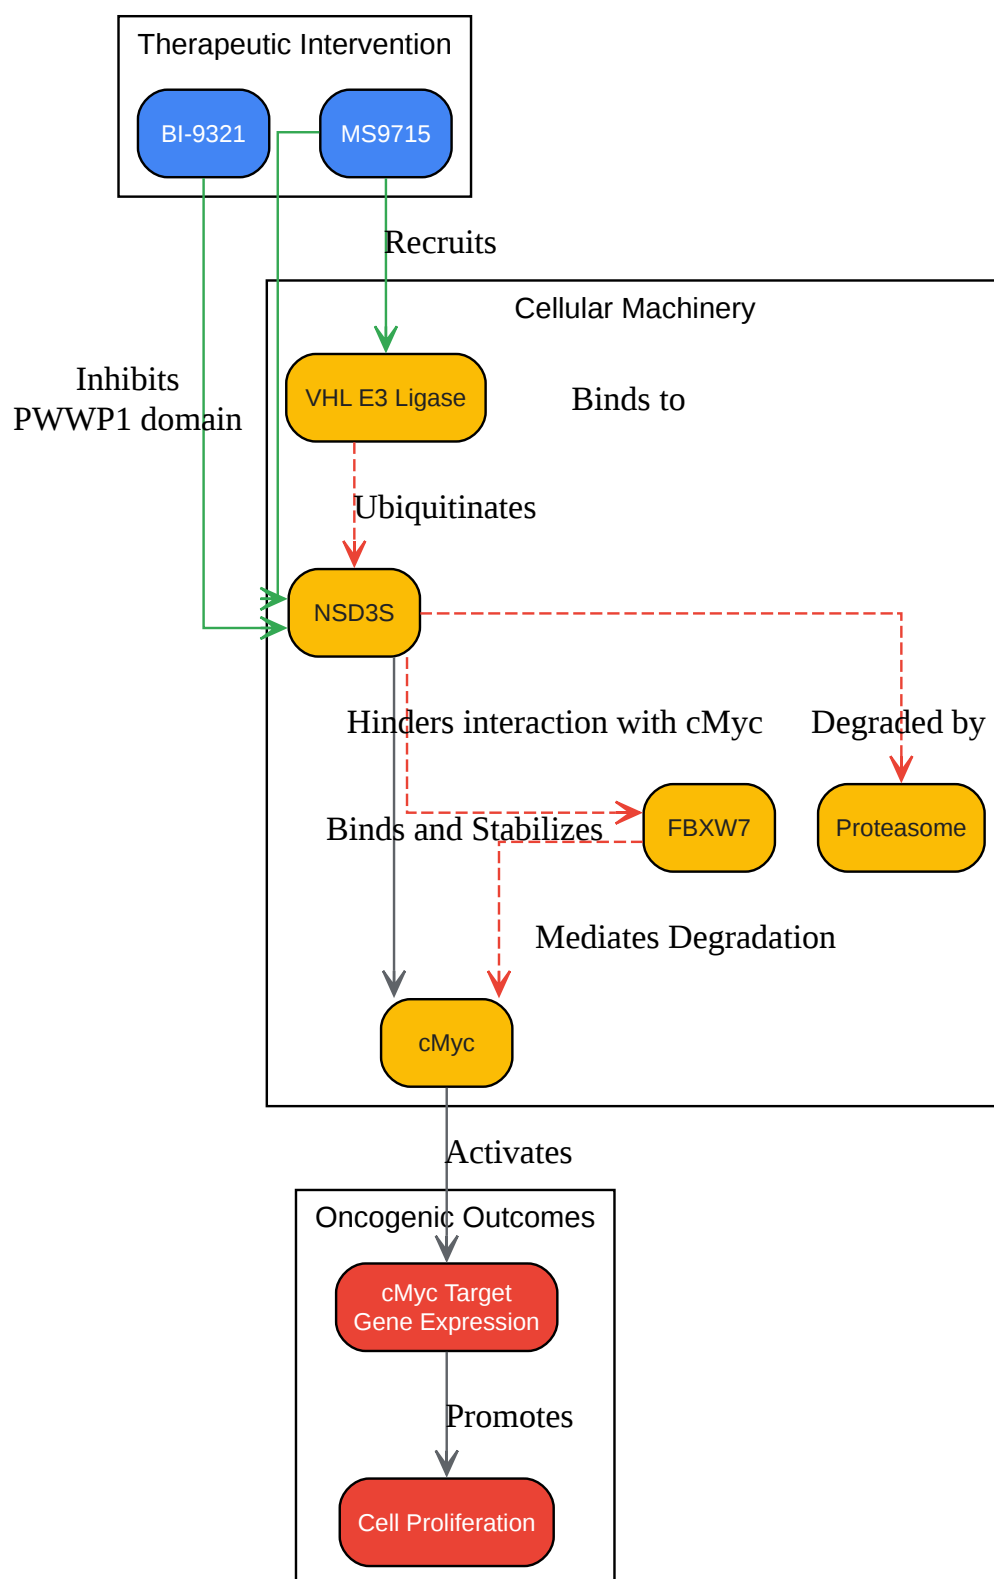 Therapeutic Intervention
BI-9321
MS9715
Recruits
Cellular Machinery
Inhibits
PWWP1 domain
VHL E3 Ligase
Binds to
Ubiquitinates
NSD3S
Hinders interaction with cMyc
Degraded by
Binds and Stabilizes
FBXW7
Proteasome
Mediates Degradation
cMyc
Activates
Oncogenic Outcomes
cMyc Target
Gene Expression
Promotes
Cell Proliferation